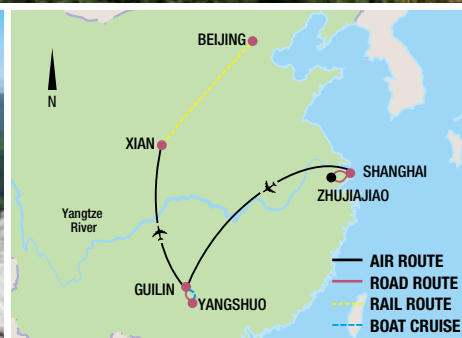 BEIJING
N
XIAN
SHANGHAI
ZHUJIAJIAO
Yangtze
River
GUILIN
YANGSHUO
AIR ROUTE
ROAD ROUTE
RAIL ROUTE
BOAT CRUISE